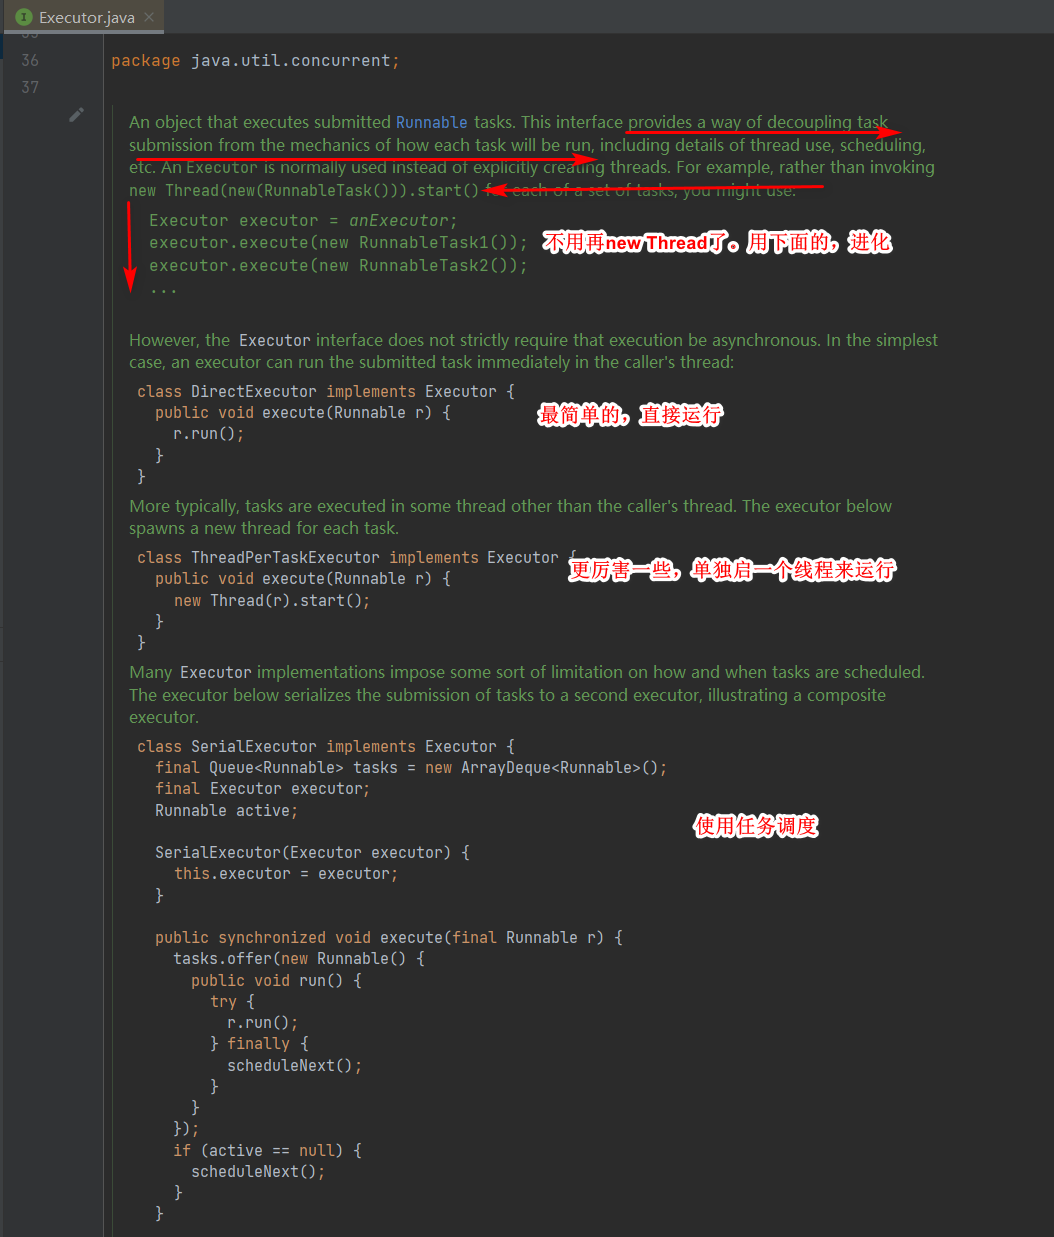 Executor.java
36
package java.util.concurrent;
37
An object that executes submitted Runnable tasks. This interface provides a way of decoupling task
submission from the mechanics of how each task will be run, including details of thread use, scheduling,
etc. An Executor is normally used instead of explicitly creating threads. For example, rather than invoking
new Thread(new(RunnableTask())).start() for each of a set of tasks, you might use:
Executor executor = anExecutor;
executor.execute(new RunnableTask1());
不用再new Thread了。用下面的，进化
executor.execute(new RunnableTask2());
...
However, the Executor interface does not strictly require that execution be asynchronous. In the simplest
case, an executor can run the submitted task immediately in the caller's thread:
class DirectExecutor implements Executor {
public void execute(Runnable r) {
最简单的，直接运行
r.run();
}
}
More typically, tasks are executed in some thread other than the caller's thread. The executor below
spawns a new thread for each task.
class ThreadPerTaskExecutor implements Executor {
更厉害一些，单独启一个线程来运行
public void execute(Runnable r) {
new Thread(r).start();
}
}
Many Executor implementations impose some sort of limitation on how and when tasks are scheduled.
The executor below serializes the submission of tasks to a second executor, illustrating a composite
executor.
class SerialExecutor implements Executor {
final Queue<Runnable> tasks = new ArrayDeque<Runnable>();
final Executor executor;
Runnable active;
使用任务调度
SerialExecutor(Executor executor) {
this.executor = executor;
}
public synchronized void execute(final Runnable r) {
tasks.offer(new Runnable() {
public void run() {
try {
r.run();
} finally {
scheduleNext();
}
}
});
if (active == null) {
scheduleNext();
}
}